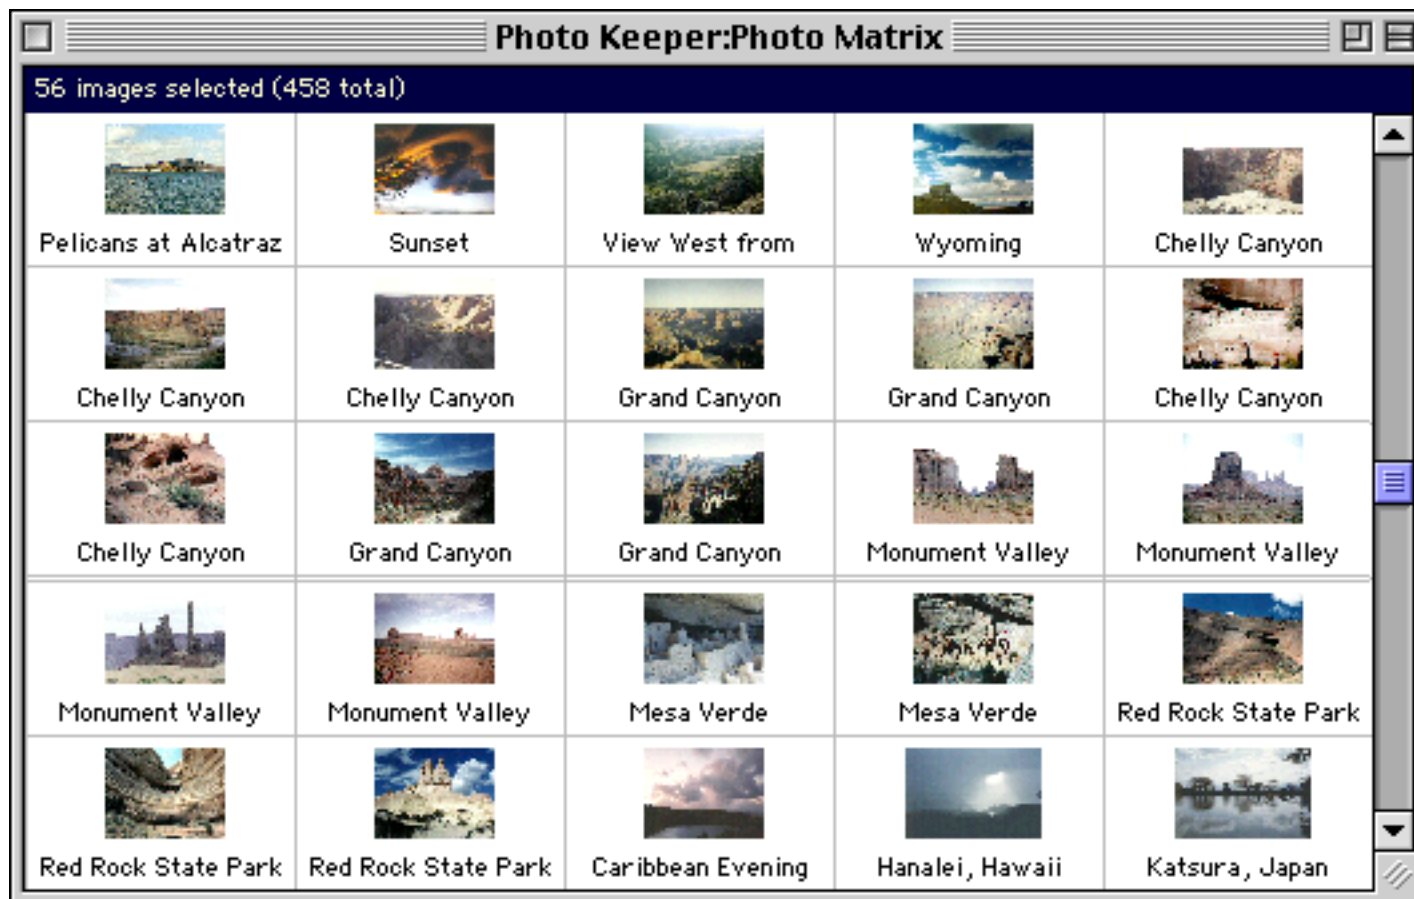 Photo Keeper:Photo Matrix
56 images selected (458 total)
Pelicans at Alcatraz
Sunset
View West from
Wyoming
Chelly Canyon
Chelly Canyon
Chelly Canyon
Grand Canyon
Grand Canyon
Chelly Canyon
Chelly Canyon
Grand Canyon
Grand Canyon
Monument Valley
Monument Valley
Monument Valley
Monument Valley
Mesa Verde
Mesa Verde
Red Rock State Park
Red Rock State Park
Red Rock State Park
Caribbean Evening
Hanalei, Hawaii
Katsura, Japan